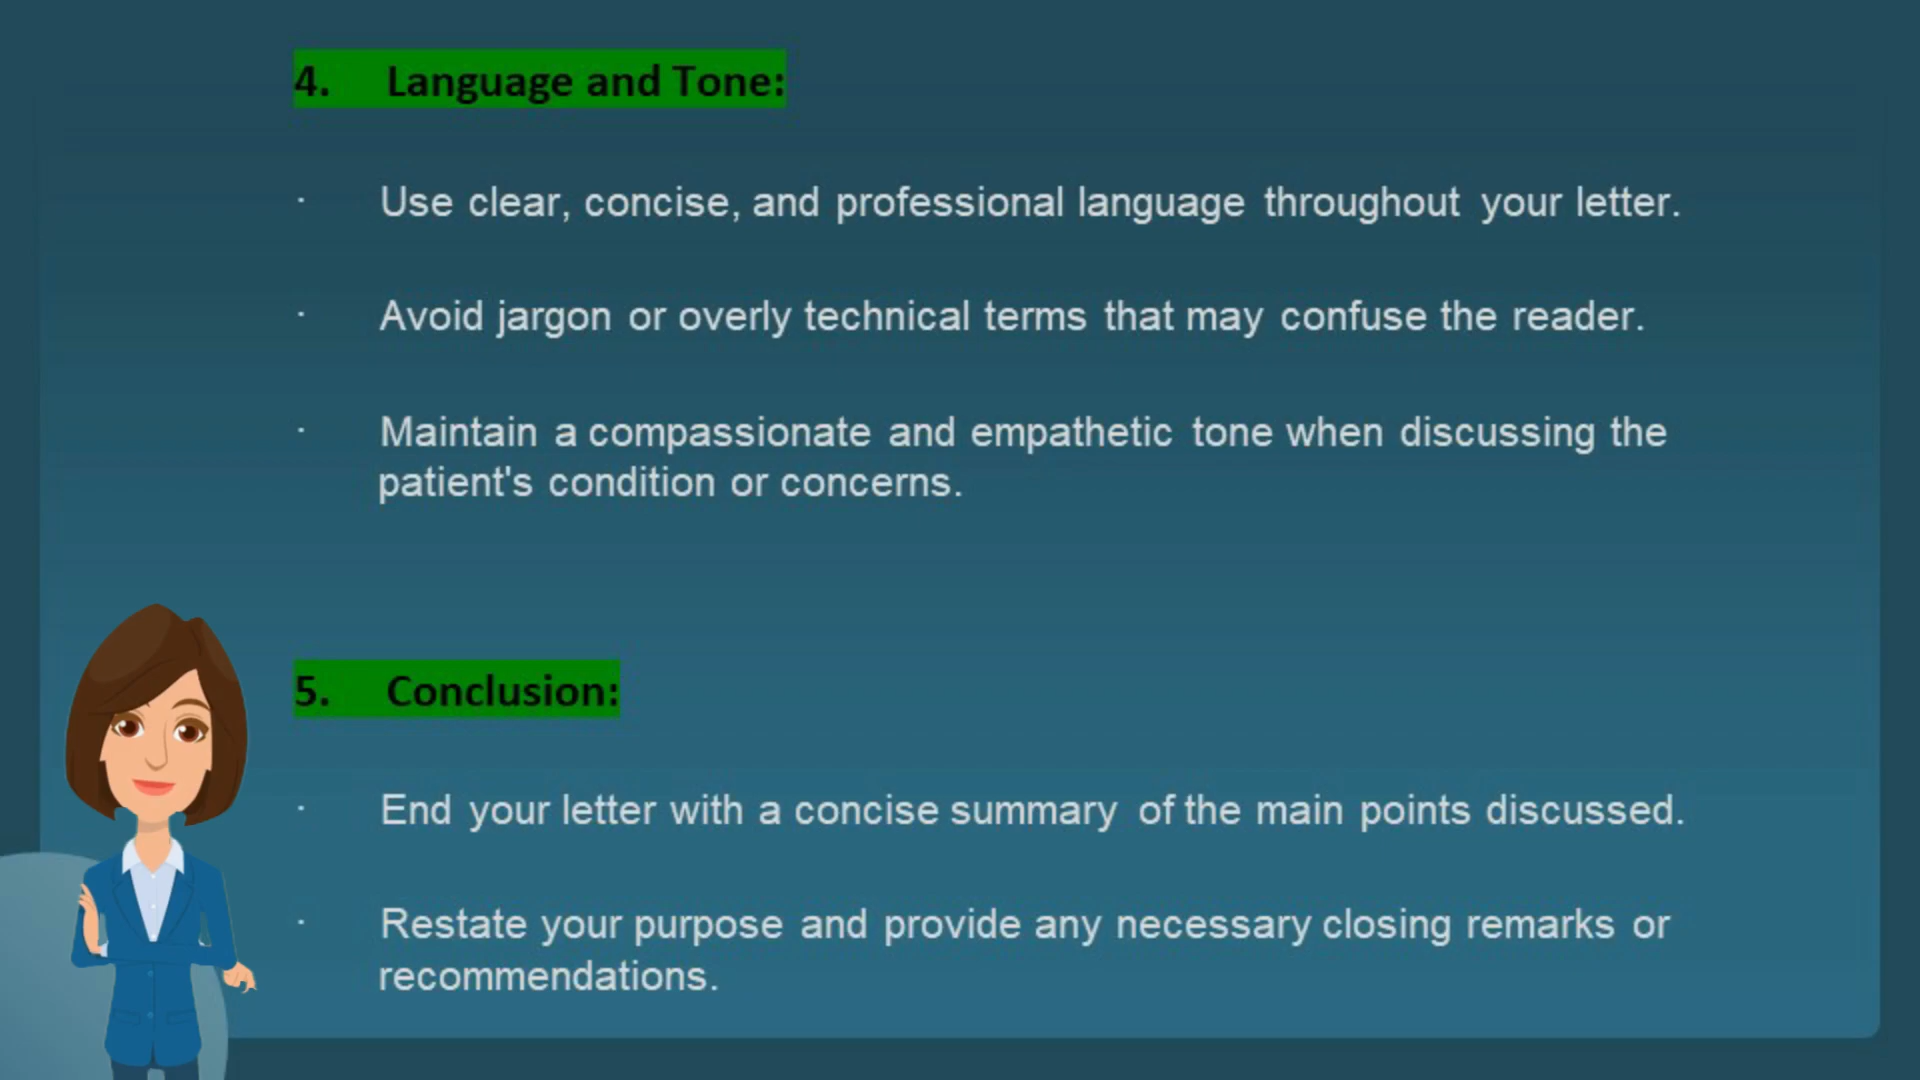 4. Language and Tone:
· Use clear, concise, and professional language throughout your letter.
· Avoid jargon or overly technical terms that may confuse the reader.
· Maintain a compassionate and empathetic tone when discussing the
patient's condition or concerns.
5. Conclusion:
· End your letter with a concise summary of the main points discussed.
· Restate your purpose and provide any necessary closing remarks or
recommendations.